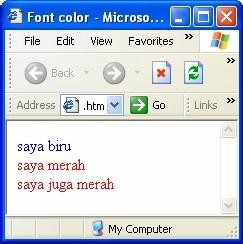 Font color - Microso...
File Edit View Favorites »
Back »
Address .htm Go Links »
saya biru
saya merah
saya juga merah
My Computer